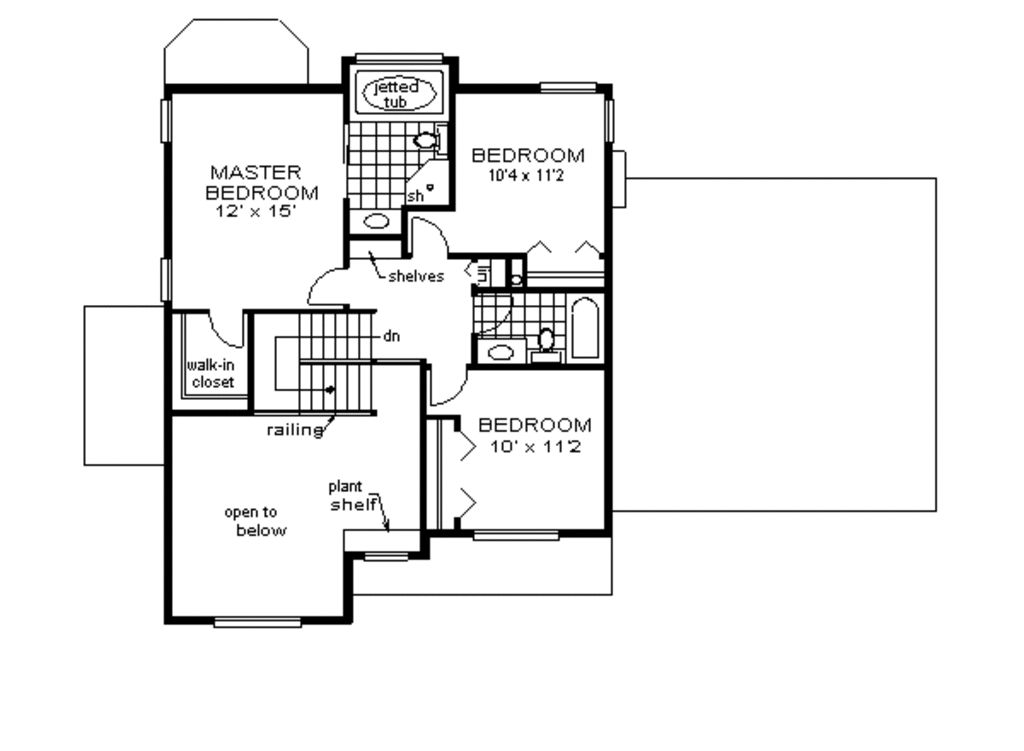 jetted
tub
MASTER
BEDROOM
12' x 15'
BEDROOM
10'4 x 11'2
sh
shelves
lin
dn
walk-in
closet
railing
BEDROOM
10' x 11'2
plant
shelf
open to
below